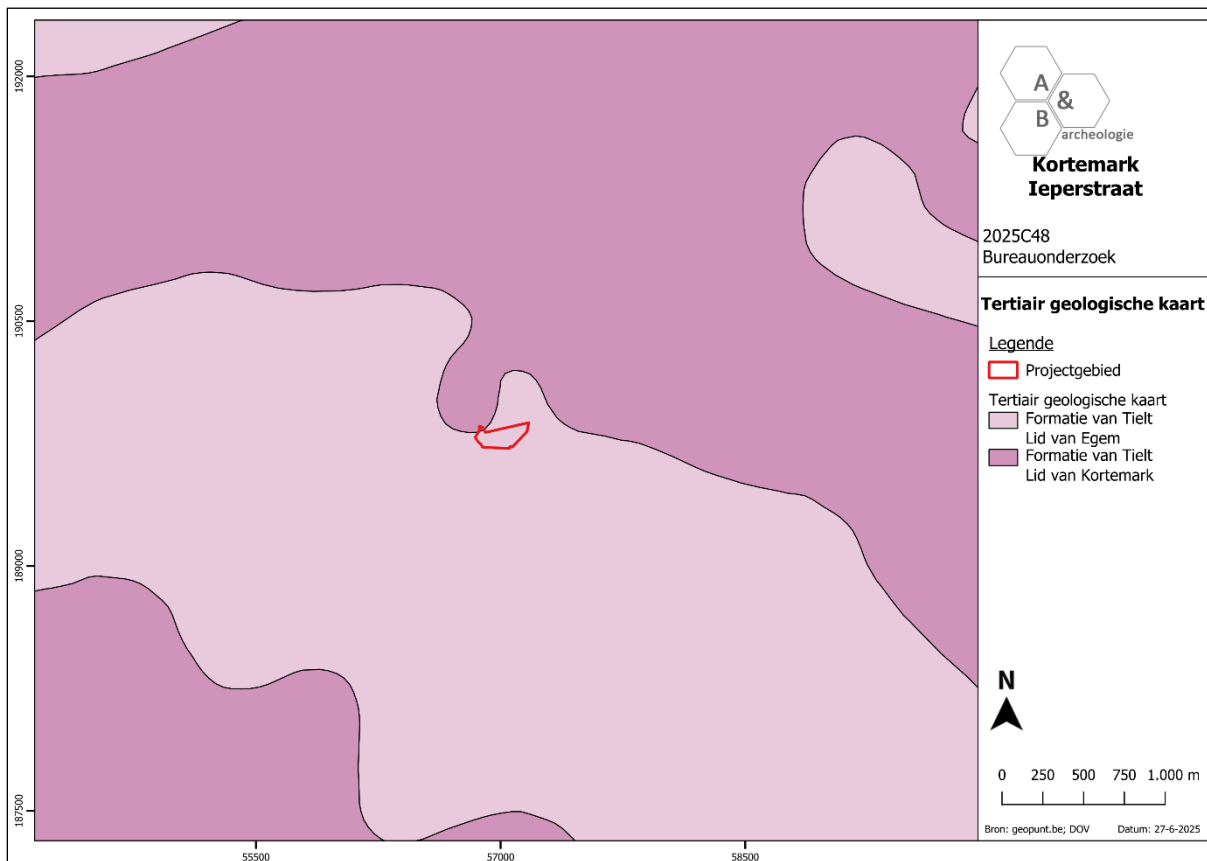 192000
190500
189000
187500
55500
57000
58500
A
&
B
archeologie
Kortemark
Ieperstraat
2025C48
Bureauonderzoek
Tertiair geologische kaart
Legende
Projectgebied
Tertiair geologische kaart
Formatie van Tielt
Lid van Egem
Formatie van Tielt
Lid van Kortemark
N
0 250 500 750 1.000 m
Bron: geopunt.be; DOV Datum: 27-6-2025